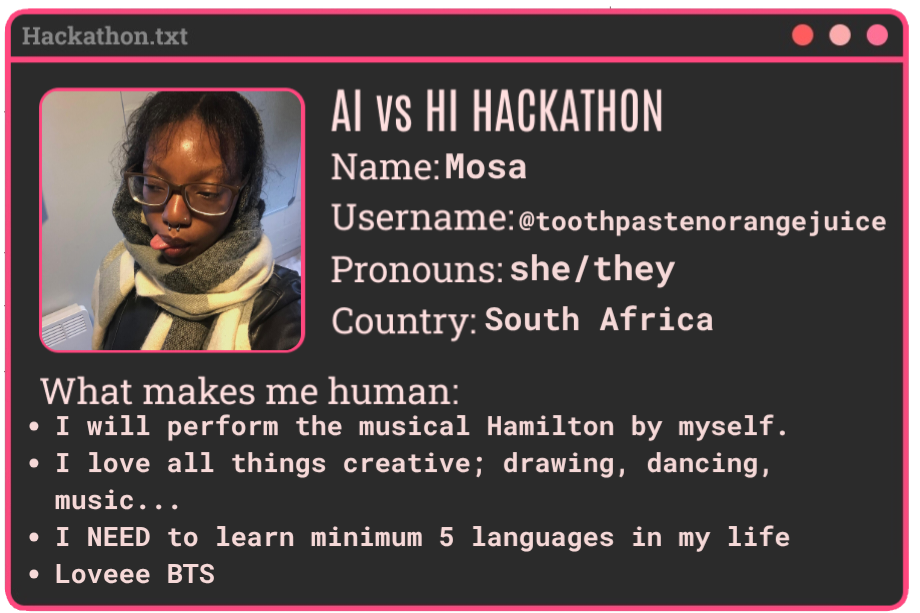 Hackathon.txt
AI vs HI HACKATHON
Name: Mosa
Username: @toothpastenorangejuice
Pronouns: she/they
Country: South Africa
What makes me human:
• I will perform the musical Hamilton by myself.
• I love all things creative; drawing, dancing,
music...
• I NEED to learn minimum 5 languages in my life
• Loveee BTS